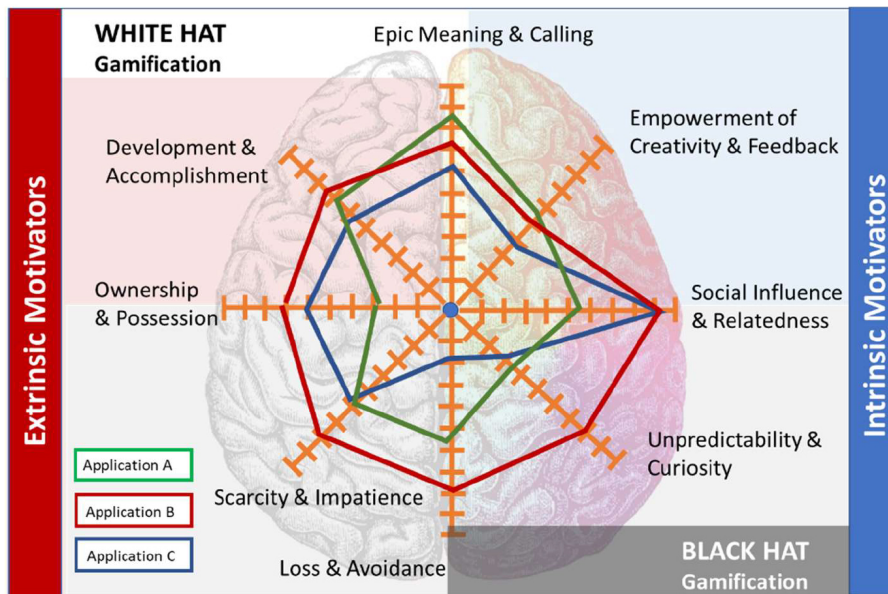 WHITE HAT
Gamification
Epic Meaning & Calling
Empowerment of
Creativity & Feedback
Development &
Accomplishment
Extrinsic Motivators
Intrinsic Motivators
Ownership
& Possession
Social Influence
& Relatedness
Unpredictability &
Curiosity
Application A
Scarcity & Impatience
Application B
Application C
Loss & Avoidance
BLACK HAT
Gamification